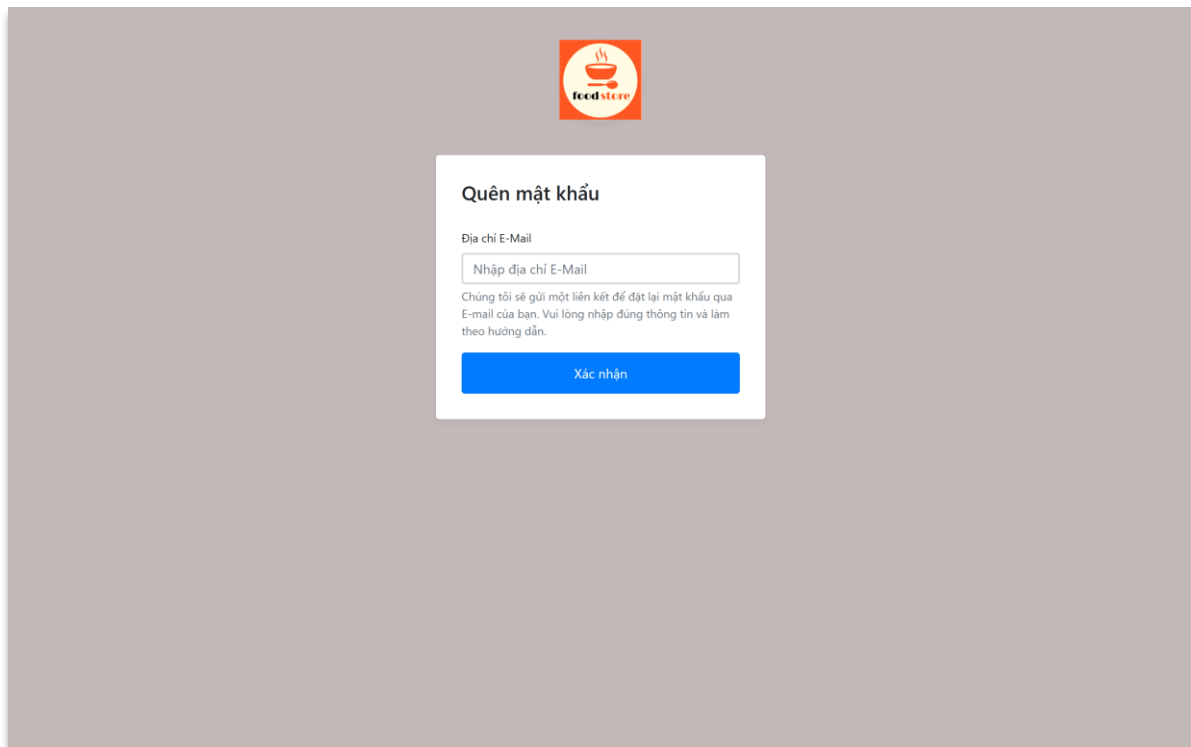 food store
Quên mật khẩu
Địa chỉ E-Mail
Nhập địa chỉ E-Mail
Chúng tôi sẽ gửi một liên kết để đặt lại mật khẩu qua
E-mail của bạn. Vui lòng nhập đúng thông tin và làm
theo hướng dẫn.
Xác nhận